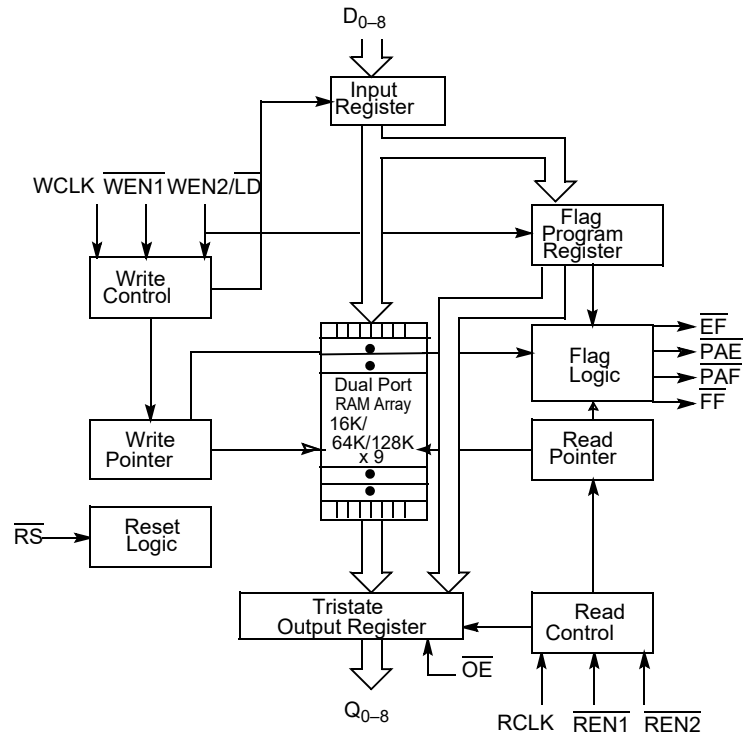 D0–8
Input
Register
WCLK WEN1 WEN2/LD
Flag
Program
Register
Write
Control
EF
PAE
PAF
FF
Flag
Logic
Dual Port
RAM Array
16K/
64K/128K
x 9
Write
Pointer
Read
Pointer
RS
Reset
Logic
Tristate
Output Register
Read
Control
OE
Q0–8
RCLK REN1 REN2